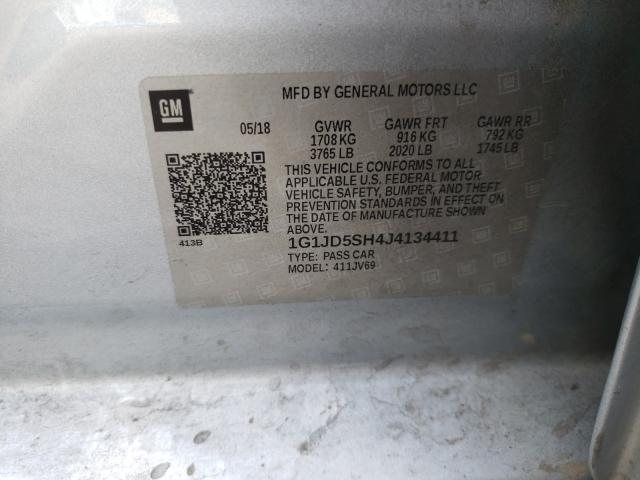 GM
MFD BY GENERAL MOTORS LLC
05/18 GVWR GAWR FRT GAWR RR
1708 KG 916 KG 792 KG
3765 LB 2020 LB 1745 LB
THIS VEHICLE CONFORMS TO ALL
APPLICABLE U.S. FEDERAL MOTOR
VEHICLE SAFETY, BUMPER, AND THEFT
PREVENTION STANDARDS IN EFFECT ON
THE DATE OF MANUFACTURE SHOWN
ABOVE.
413B
1G1JD5SH4J4134411
TYPE: PASS CAR
MODEL: 411JV69